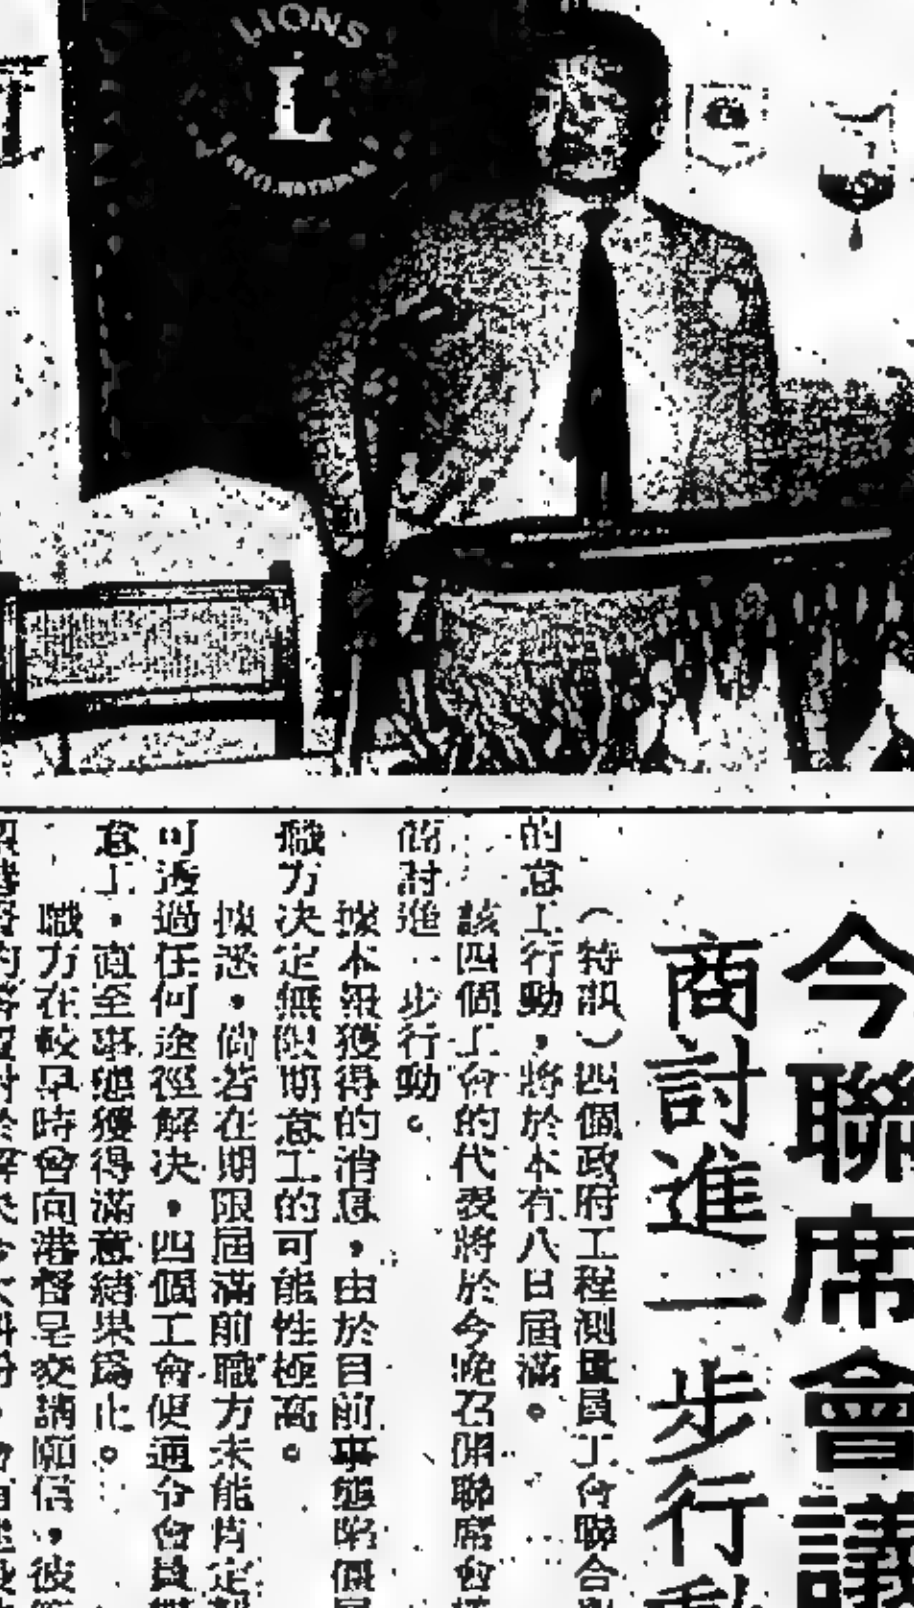 LIONS
L
INTERNATIONAL
今聯席會議
商討進一步行動
（特訊）四個政府工程測量員工會聯合
的怠工行動，將於本有八日屆滿。
該四個工會的代表將於今晚召開聯席會議
商討進一步行動。
據本報獲得的消息，由於目前事態陷僵
職方決定無限期怠工的可能性極高。
據悉，倘若在期限屆滿前職方未能肯定
可透過任何途徑解決，四個工會便通令會員
怠工，直至事態獲得滿意結果為止。
職方在較早時曾向港督呈交請願信，彼